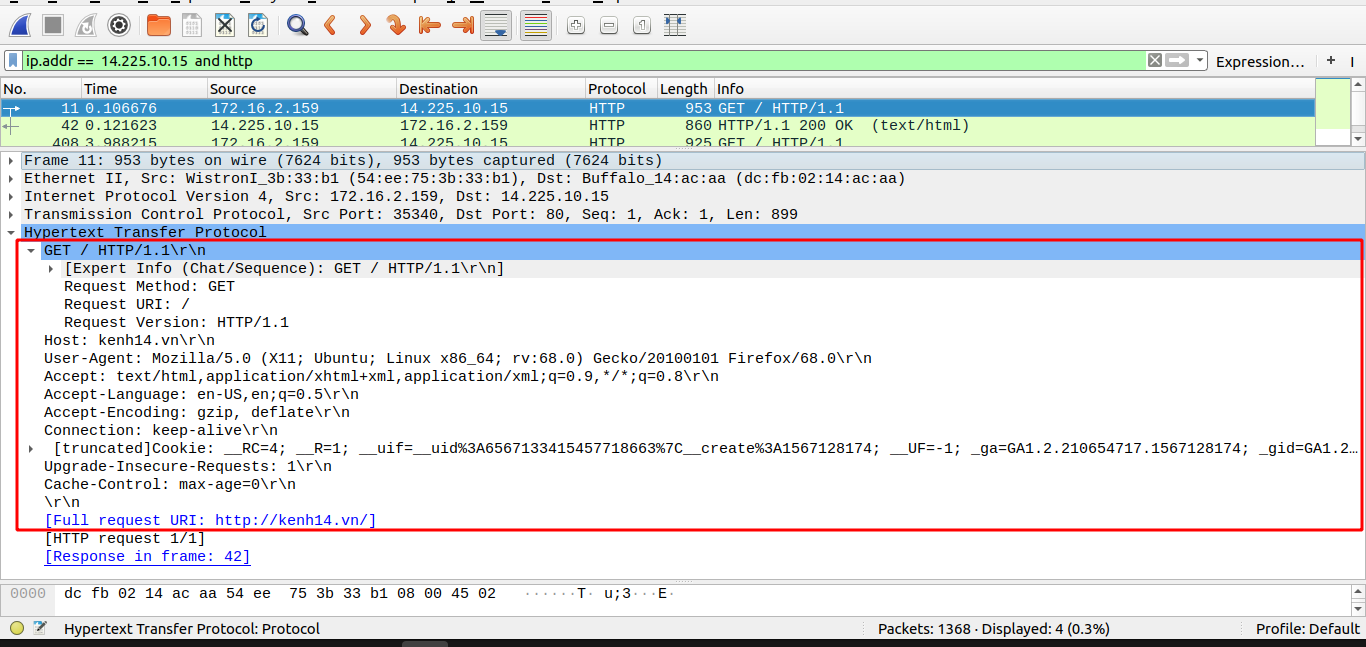 ip.addr == 14.225.10.15 and http
Expression…
+
No. Time Source Destination Protocol Length Info
11 0.106676 172.16.2.159 14.225.10.15 HTTP 953 GET / HTTP/1.1
42 0.121623 14.225.10.15 172.16.2.159 HTTP 860 HTTP/1.1 200 OK (text/html)
408 3.988215 172.16.2.159 14.225.10.15 HTTP 925 GET / HTTP/1.1
Frame 11: 953 bytes on wire (7624 bits), 953 bytes captured (7624 bits)
Ethernet II, Src: WistronI_3b:33:b1 (54:ee:75:3b:33:b1), Dst: Buffalo_14:ac:aa (dc:fb:02:14:ac:aa)
Internet Protocol Version 4, Src: 172.16.2.159, Dst: 14.225.10.15
Transmission Control Protocol, Src Port: 35340, Dst Port: 80, Seq: 1, Ack: 1, Len: 899
Hypertext Transfer Protocol
GET / HTTP/1.1\r\n
[Expert Info (Chat/Sequence): GET / HTTP/1.1\r\n]
Request Method: GET
Request URI: /
Request Version: HTTP/1.1
Host: kenh14.vn\r\n
User-Agent: Mozilla/5.0 (X11; Ubuntu; Linux x86_64; rv:68.0) Gecko/20100101 Firefox/68.0\r\n
Accept: text/html,application/xhtml+xml,application/xml;q=0.9,*/*;q=0.8\r\n
Accept-Language: en-US,en;q=0.5\r\n
Accept-Encoding: gzip, deflate\r\n
Connection: keep-alive\r\n
[truncated]Cookie: __RC=4; __R=1; __uif=__uid%3A6567133415457718663%7C__create%3A1567128174; __UF=-1; _ga=GA1.2.210654717.1567128174; _gid=GA1.2…
Upgrade-Insecure-Requests: 1\r\n
Cache-Control: max-age=0\r\n
\r\n
[Full request URI: http://kenh14.vn/]
[HTTP request 1/1]
[Response in frame: 42]
0000 dc fb 02 14 ac aa 54 ee 75 3b 33 b1 08 00 45 02 ······T· u;3···E·
Hypertext Transfer Protocol: Protocol
Packets: 1368 · Displayed: 4 (0.3%)
Profile: Default